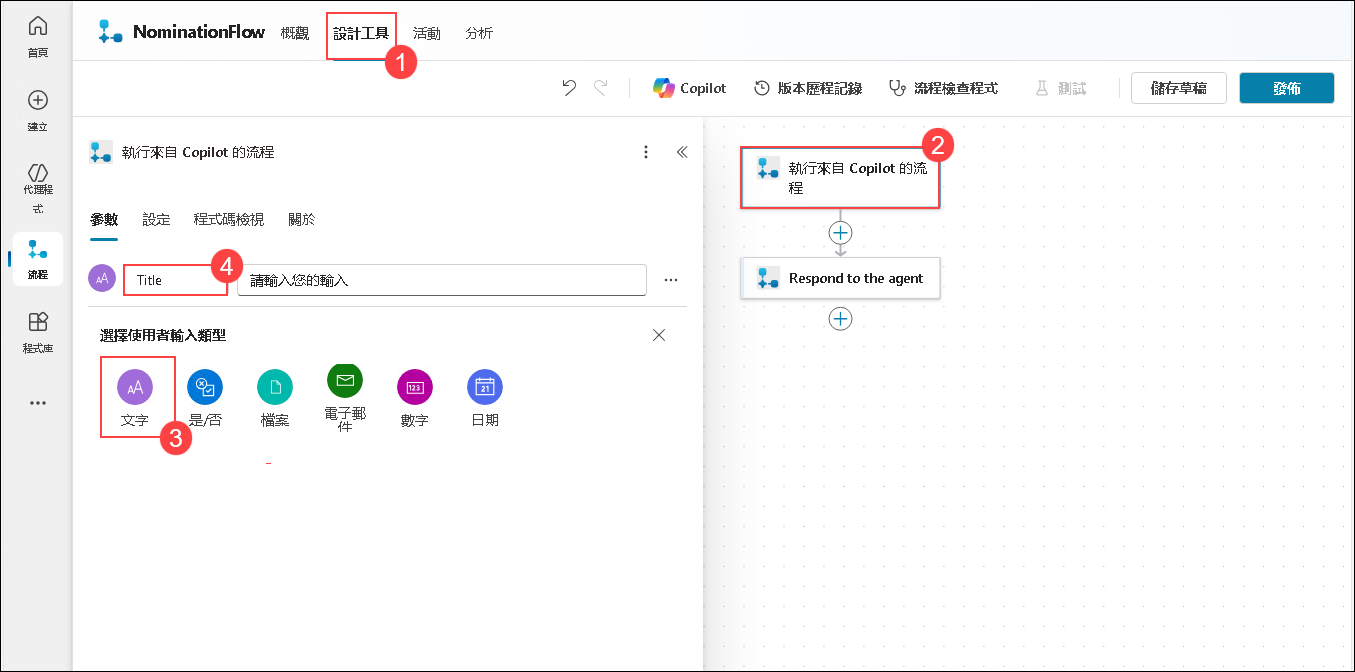 首頁
建立
代理程
式
流程
程式庫
NominationFlow
概觀
設計工具
活動
分析
1
Copilot
版本歷程記錄
流程檢查程式
測試
儲存草稿
發佈
執行來自 Copilot 的流程
參數
設定
程式碼檢視
關於
AA
Title
4
請輸入您的輸入
選擇使用者輸入類型
AA
文字
3
是/否
檔案
電子郵
件
123
數字
21
日期
2
執行來自 Copilot 的流
程
Respond to the agent